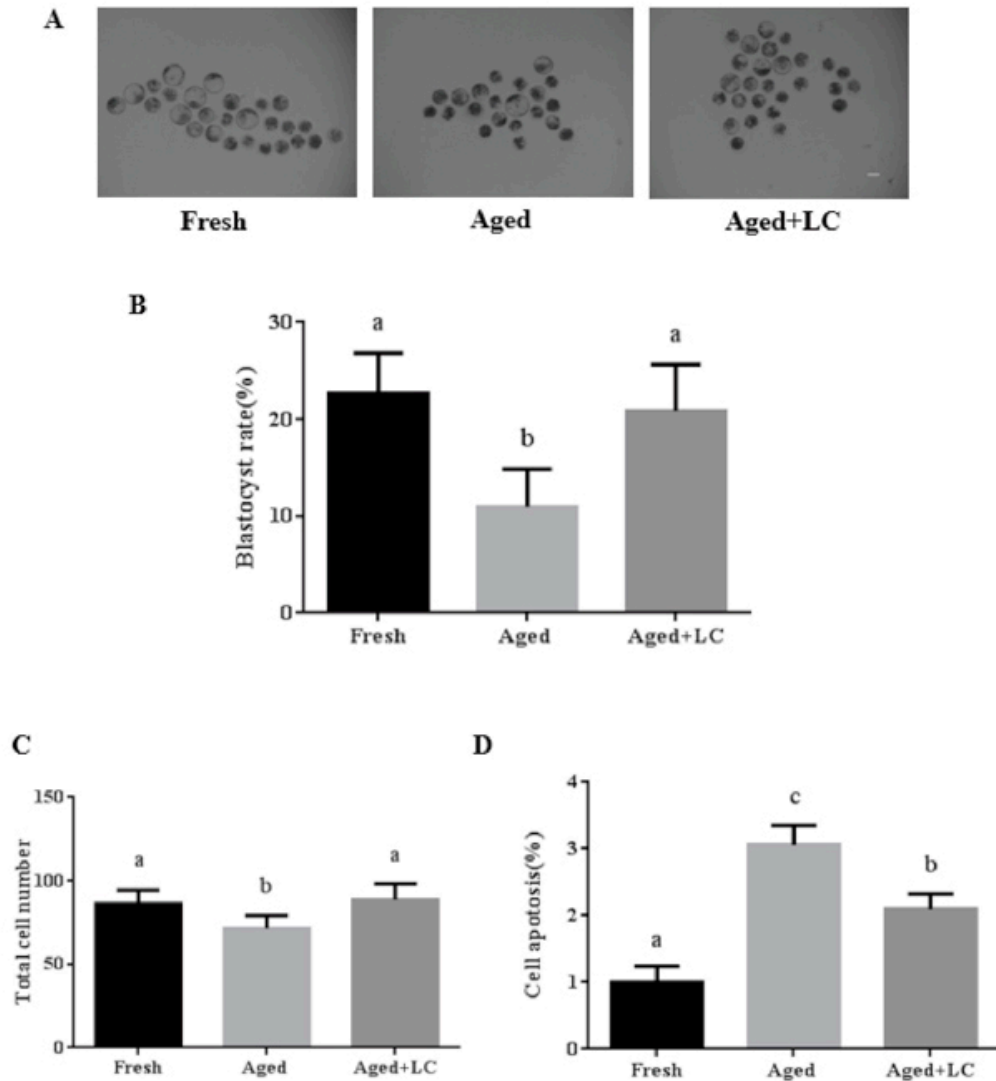 A
Fresh
Aged
Aged+LC
B
Blastocyst rate(%)
30
20
10
0
a
b
a
Fresh
Aged
Aged+LC
C
Total cell number
150
100
50
0
a
b
a
Fresh
Aged
Aged+LC
D
Cell apotosis(%)
4
3
2
1
0
a
c
b
Fresh
Aged
Aged+LC